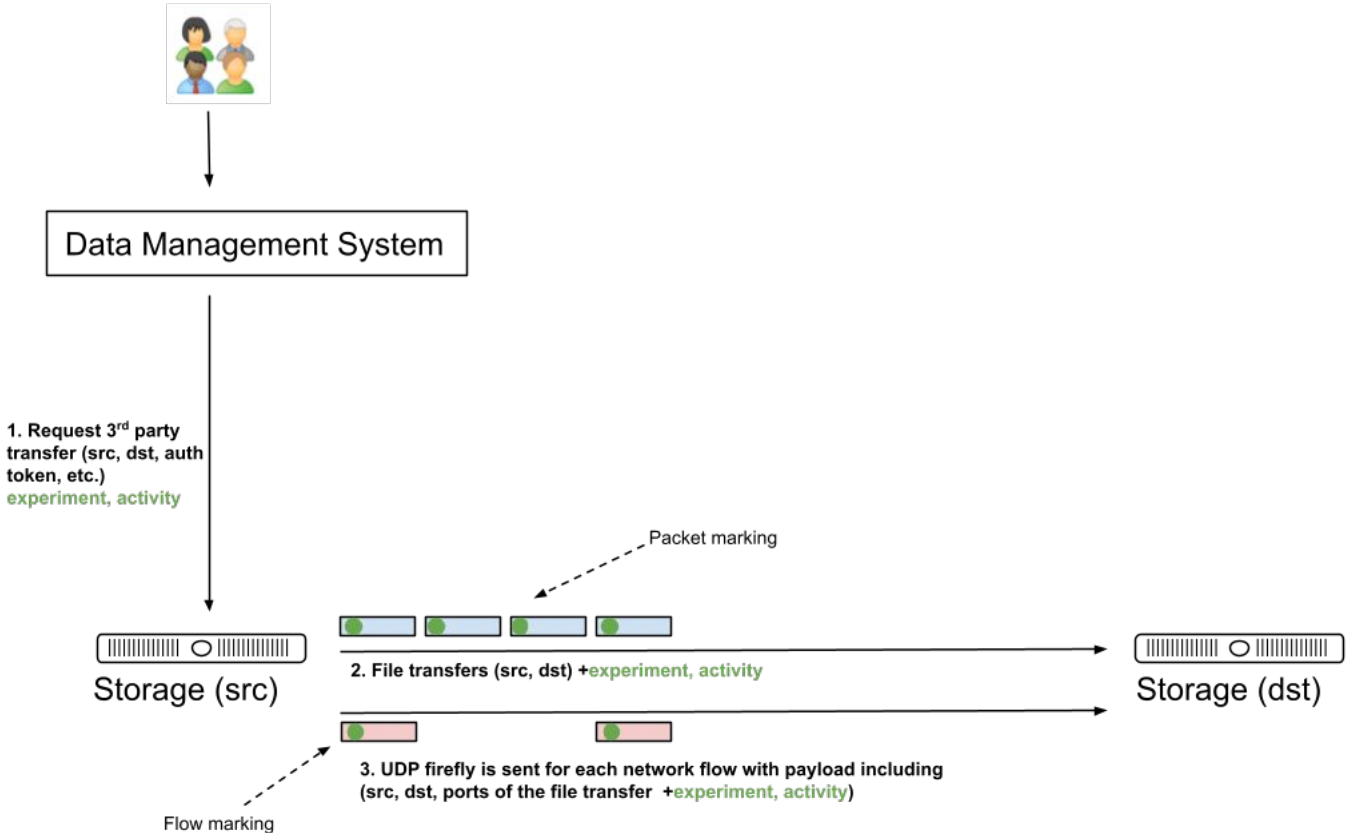 Data Management System
1. Request 3rd party
transfer (src, dst, auth
token, etc.)
experiment, activity
Packet marking
2. File transfers (src, dst) +experiment, activity
Storage (src)
Storage (dst)
3. UDP firefly is sent for each network flow with payload including
(src, dst, ports of the file transfer +experiment, activity)
Flow marking